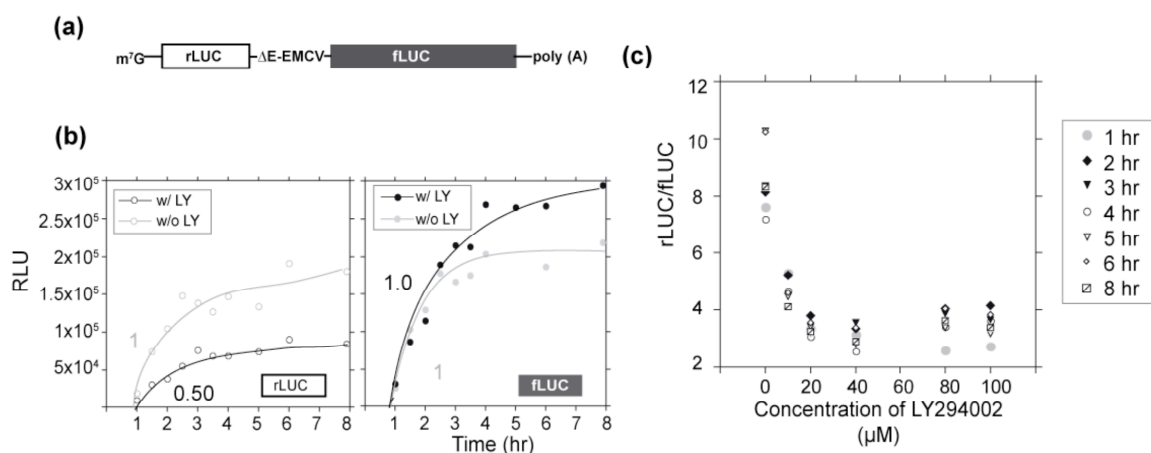 (a)
m⁷G rLUC ΔE-EMCV fLUC poly (A)
(b)
RLU
3x10⁵
2x10⁵
1.5x10⁵
1x10⁵
5x10⁴
w/ LY
w/o LY
1
0.50
rLUC
1 2 3 4 5 6 7 8
w/ LY
w/o LY
1.0
1
fLUC
1 2 3 4 5 6 7 8
Time (hr)
(c)
rLUC/fLUC
12
10
8
6
4
2
0 20 40 60 80 100
Concentration of LY294002
(μM)
1 hr
2 hr
3 hr
4 hr
5 hr
6 hr
8 hr